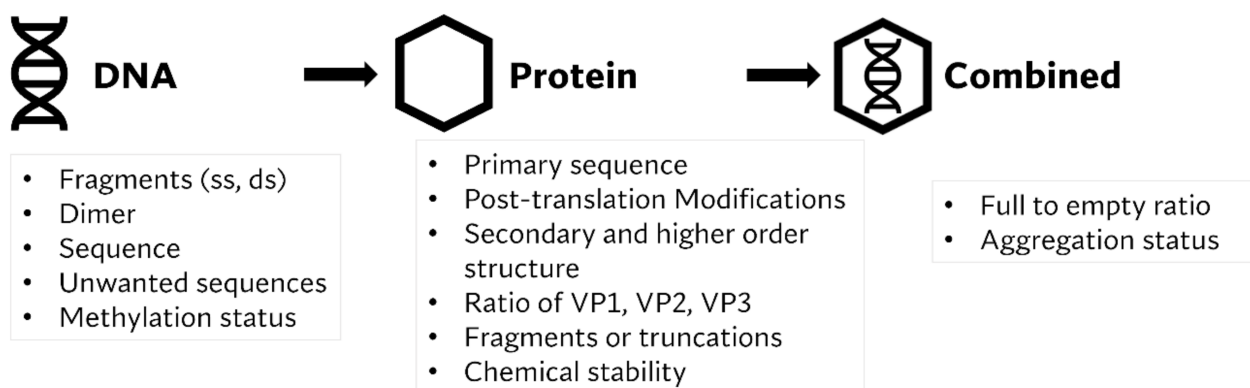 DNA
Protein
Combined
• Fragments (ss, ds)
• Dimer
• Sequence
• Unwanted sequences
• Methylation status
• Primary sequence
• Post-translation Modifications
• Secondary and higher order
structure
• Ratio of VP1, VP2, VP3
• Fragments or truncations
• Chemical stability
• Full to empty ratio
• Aggregation status